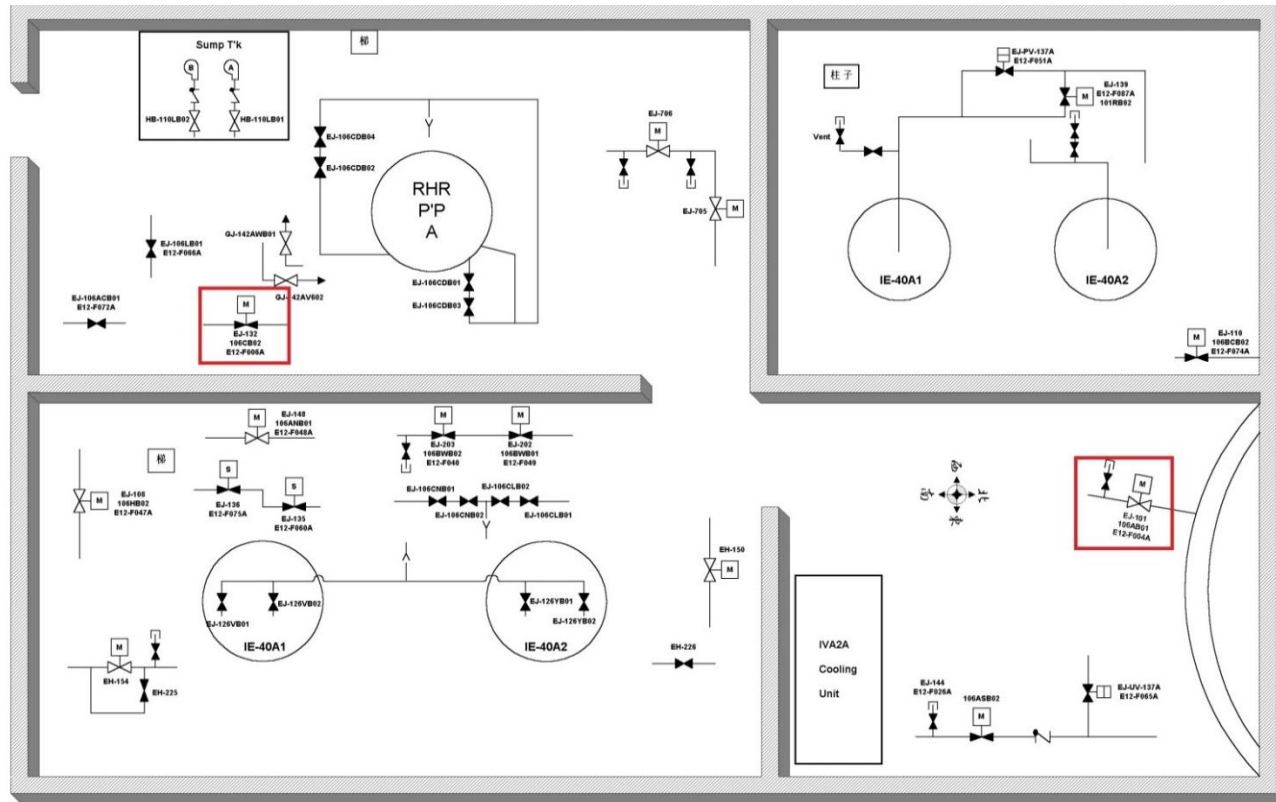 Sump T'k
B
A
HB-110LB02
HB-110LB01
梯
EJ-106CDB04
EJ-106CDB02
RHR
P'P
A
EJ-106CDB01
EJ-106CDB03
EJ-706
M
EJ-705
M
EJ-106LB01
E12-F066A
GJ-142AWB01
GJ-142AV602
EJ-106ACB01
E12-F072A
M
EJ-132
106CB02
E12-F006A
柱子
EJ-PV-137A
E12-F051A
EJ-139
E12-F087A
101RB02
M
Vent
IE-40A1
IE-40A2
EJ-110
106BCB02
E12-F074A
M
梯
M
EJ-148
106ANB01
E12-F048A
M
EJ-108
106HB02
E12-F047A
S
EJ-136
E12-F075A
S
EJ-135
E12-F060A
M
EJ-203
106BWB02
E12-F040
M
EJ-202
106BWB01
E12-F049
EJ-106CNB01
EJ-106CLB02
EJ-106CNB02
EJ-106CLB01
EJ-126VB02
EJ-126VB01
EJ-126YB01
EJ-126YB02
IE-40A1
IE-40A2
M
EH-154
EH-225
EH-150
M
EH-226
M
EJ-101
106AB01
E12-F004A
IVA2A
Cooling
Unit
EJ-144
E12-F026A
106ASB02
M
EJ-UV-137A
E12-F065A